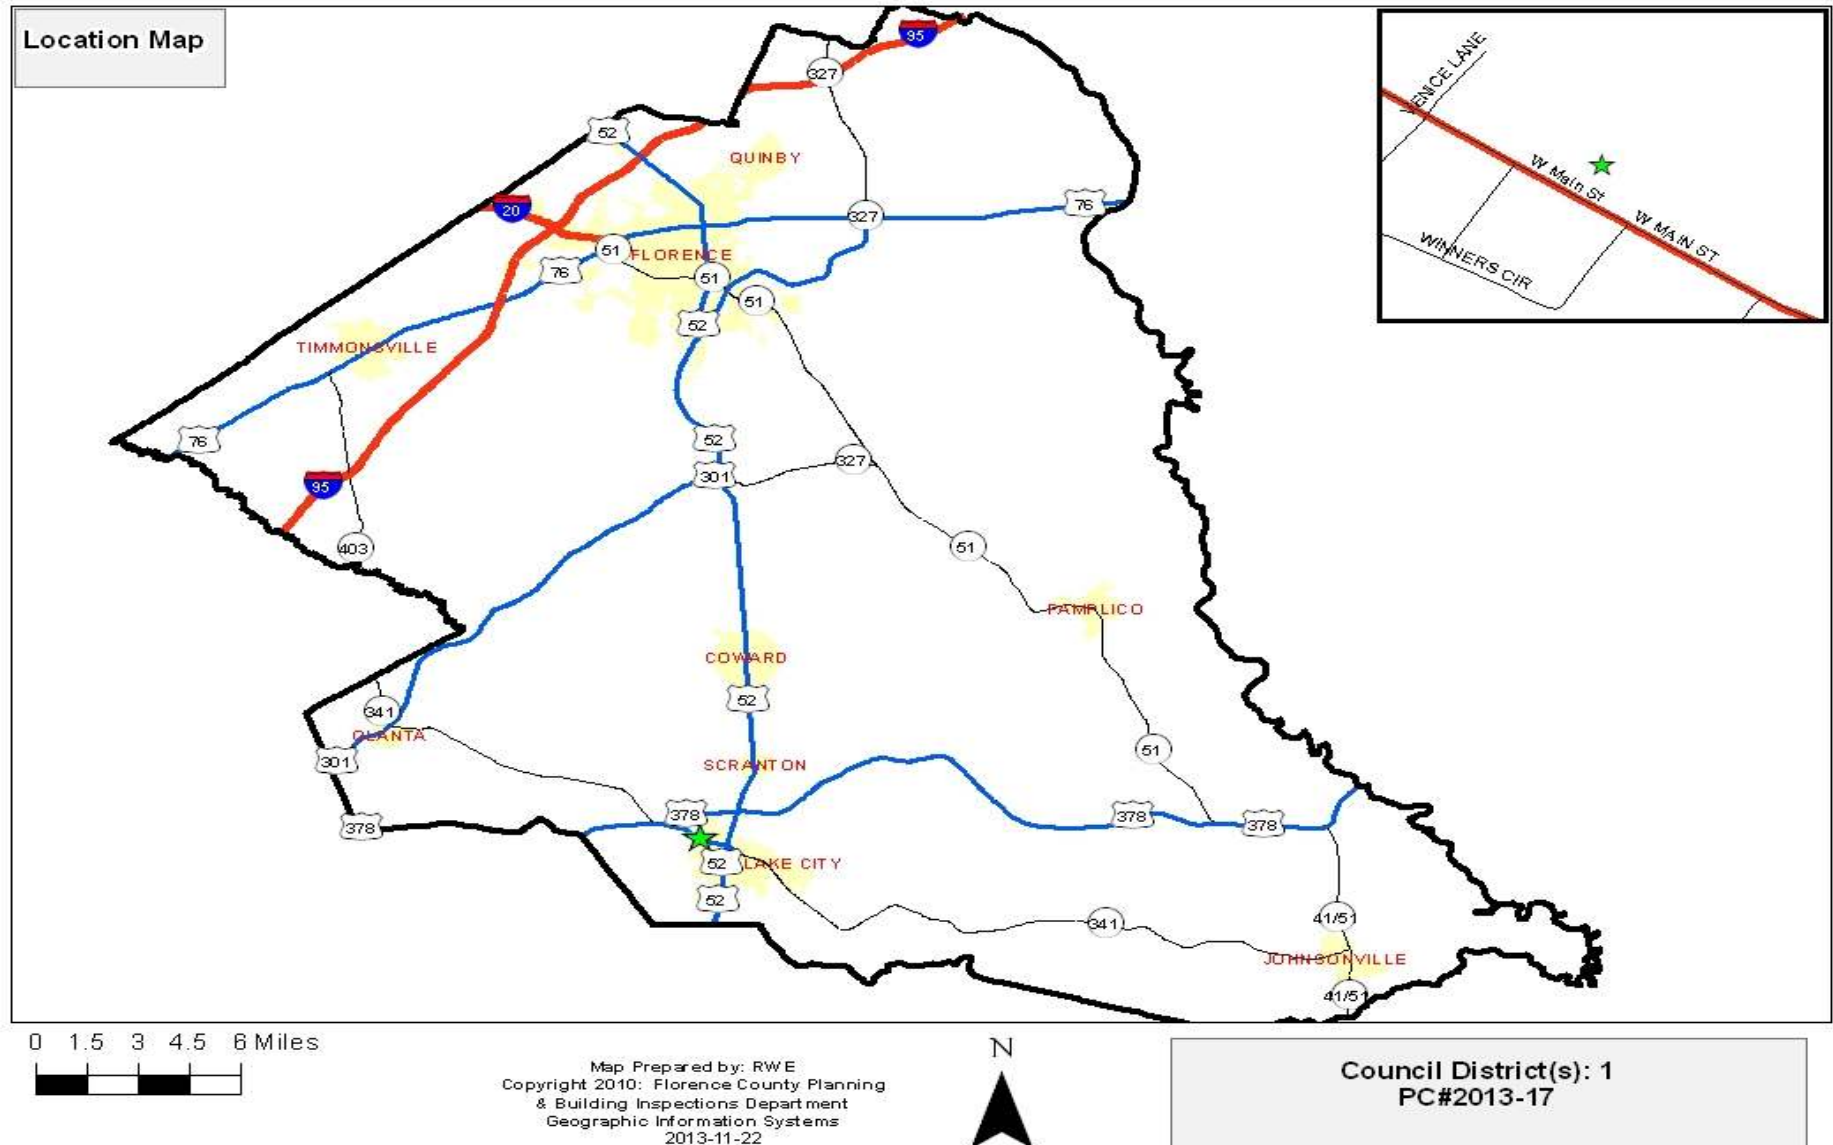 Location Map
95
327
52
QUINBY
20
327
76
51
FLORENCE
76
51
51
52
TIMMONSVILLE
76
52
301
327
95
403
51
PAMPLICO
COWARD
52
341
OLANTA
301
51
SCRANTON
378
378
378
378
52
LAKE CITY
52
341
41/51
JOHNSONVILLE
41/51
VENICE LANE
W Main St
W MAIN ST
WINNERS CIR
0 1.5 3 4.5 6 Miles
Map Prepared by: RWE
Copyright 2010: Florence County Planning
& Building Inspections Department
Geographic Information Systems
2013-11-22
N
Council District(s): 1
PC#2013-17